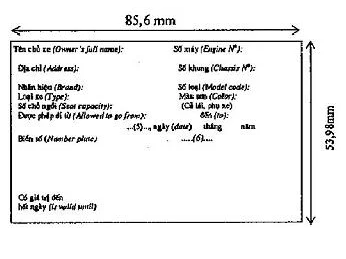 85,6 mm
Tên chủ xe (Owner's full name): Số máy (Engine Nº):
Địa chỉ (Address): Số khung (Chassis Nº):
Nhãn hiệu (Brand): Số loại (Model code):
Loại xe (Type): Màu sơn (Color):
Số chỗ ngồi (Seat capacity): (Cả lái, phụ xe)
Được phép đi từ (Allowed to go from): đến (to):
...(5)..., ngày (date) tháng năm
Biển số (Number plate) .....(6)....
Có giá trị đến
hết ngày (is valid until)
53,98mm